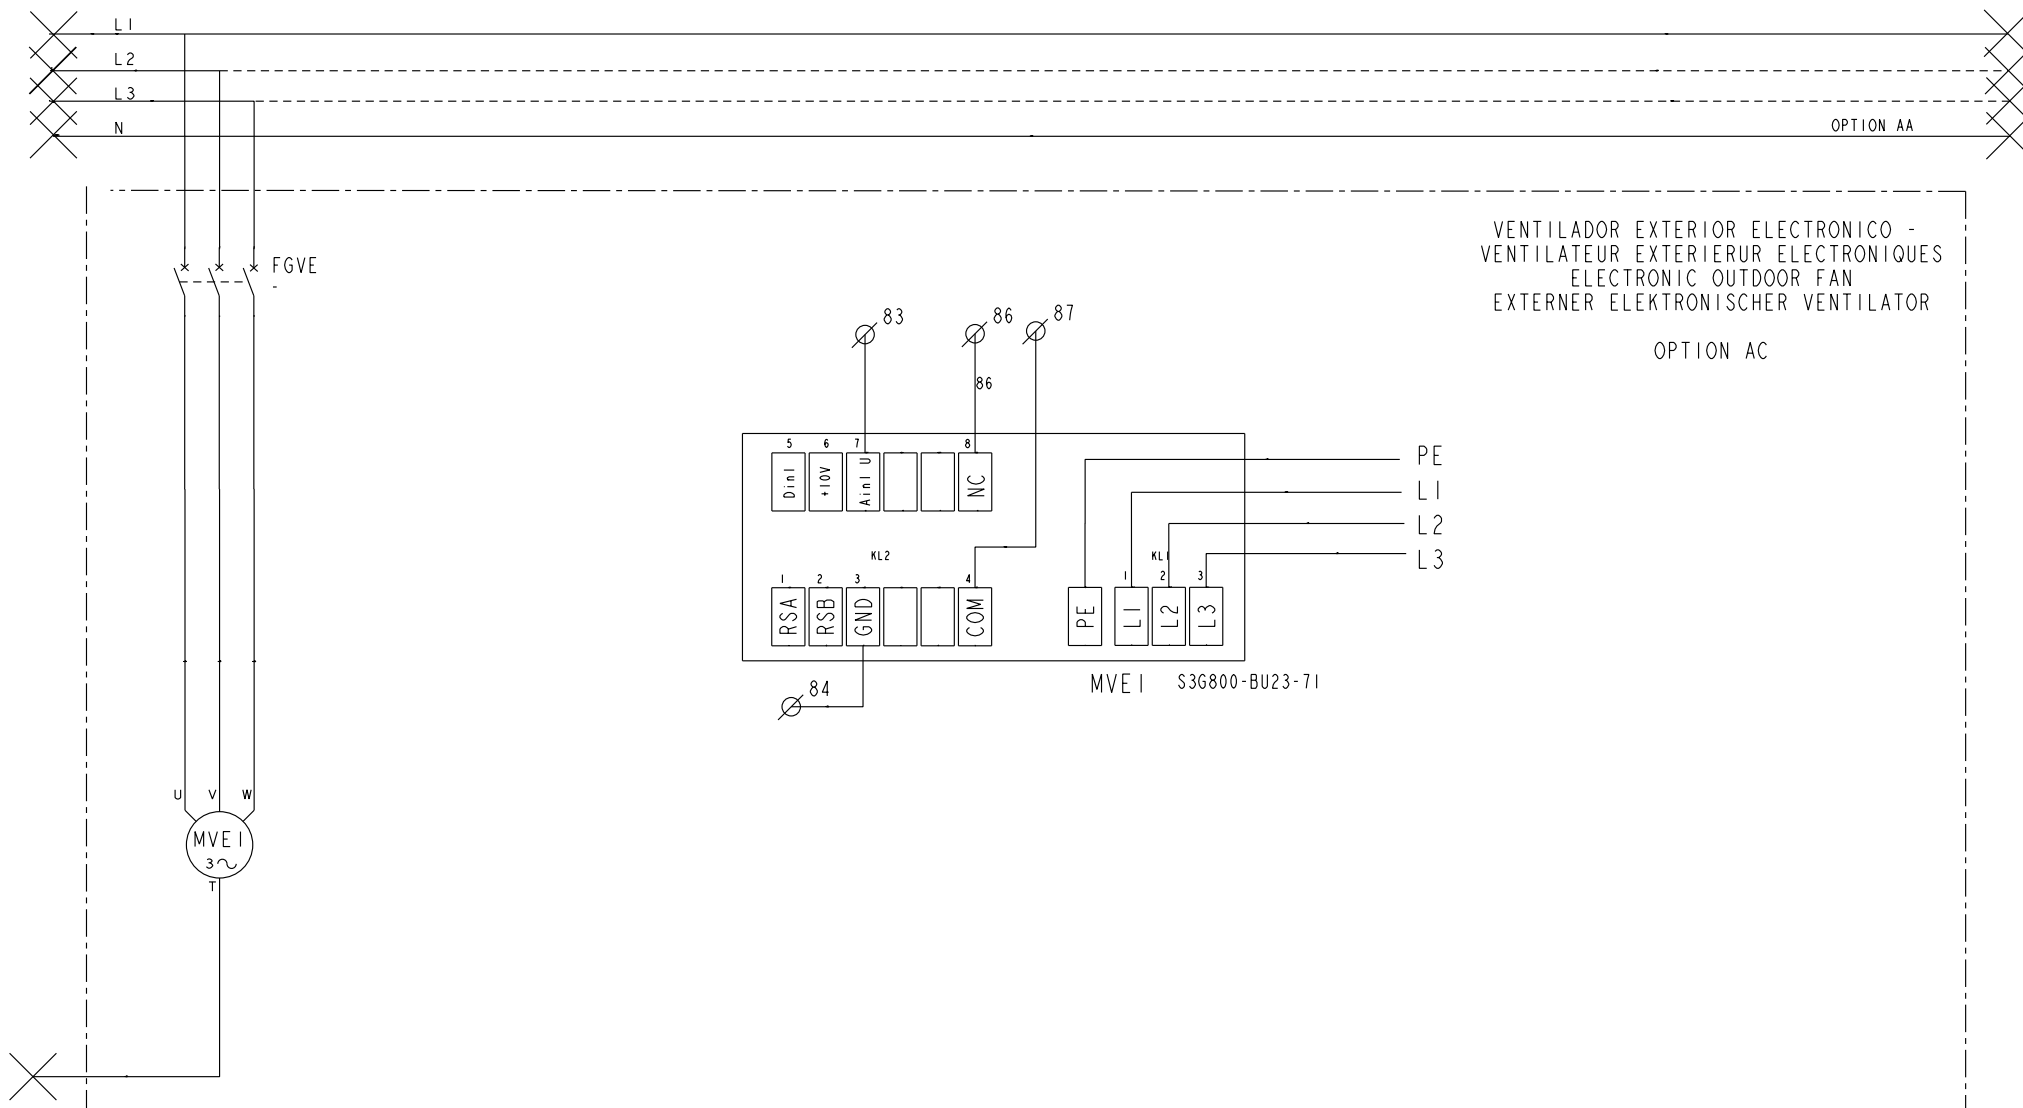 L1
L2
L3
N
OPTION AA
VENTILADOR EXTERIOR ELECTRONICO -
VENTILATEUR EXTERIERUR ELECTRONIQUES
ELECTRONIC OUTDOOR FAN
EXTERNER ELEKTRONISCHER VENTILATOR
OPTION AC
FGVE
-
83
86
87
86
5 6 7 8
Din1 +10V Ain1 U NC
PE
L1
L2
L3
KL2
KL1
1 2 3 4
1 2 3
RSA RSB GND COM
PE L1 L2 L3
MVE1 S3G800-BU23-71
84
U V W
MVE1
3~
T